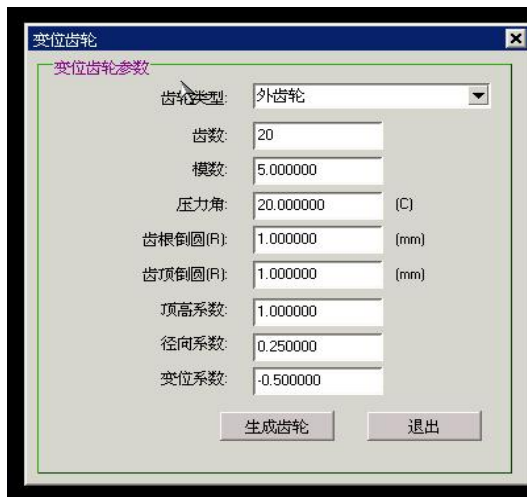 变位齿轮
变位齿轮参数
齿轮类型: 外齿轮
齿数: 20
模数: 5.000000
压力角: 20.000000 (C)
齿根倒圆(R): 1.000000 (mm)
齿顶倒圆(R): 1.000000 (mm)
顶高系数: 1.000000
径向系数: 0.250000
变位系数: -0.500000
生成齿轮 退出